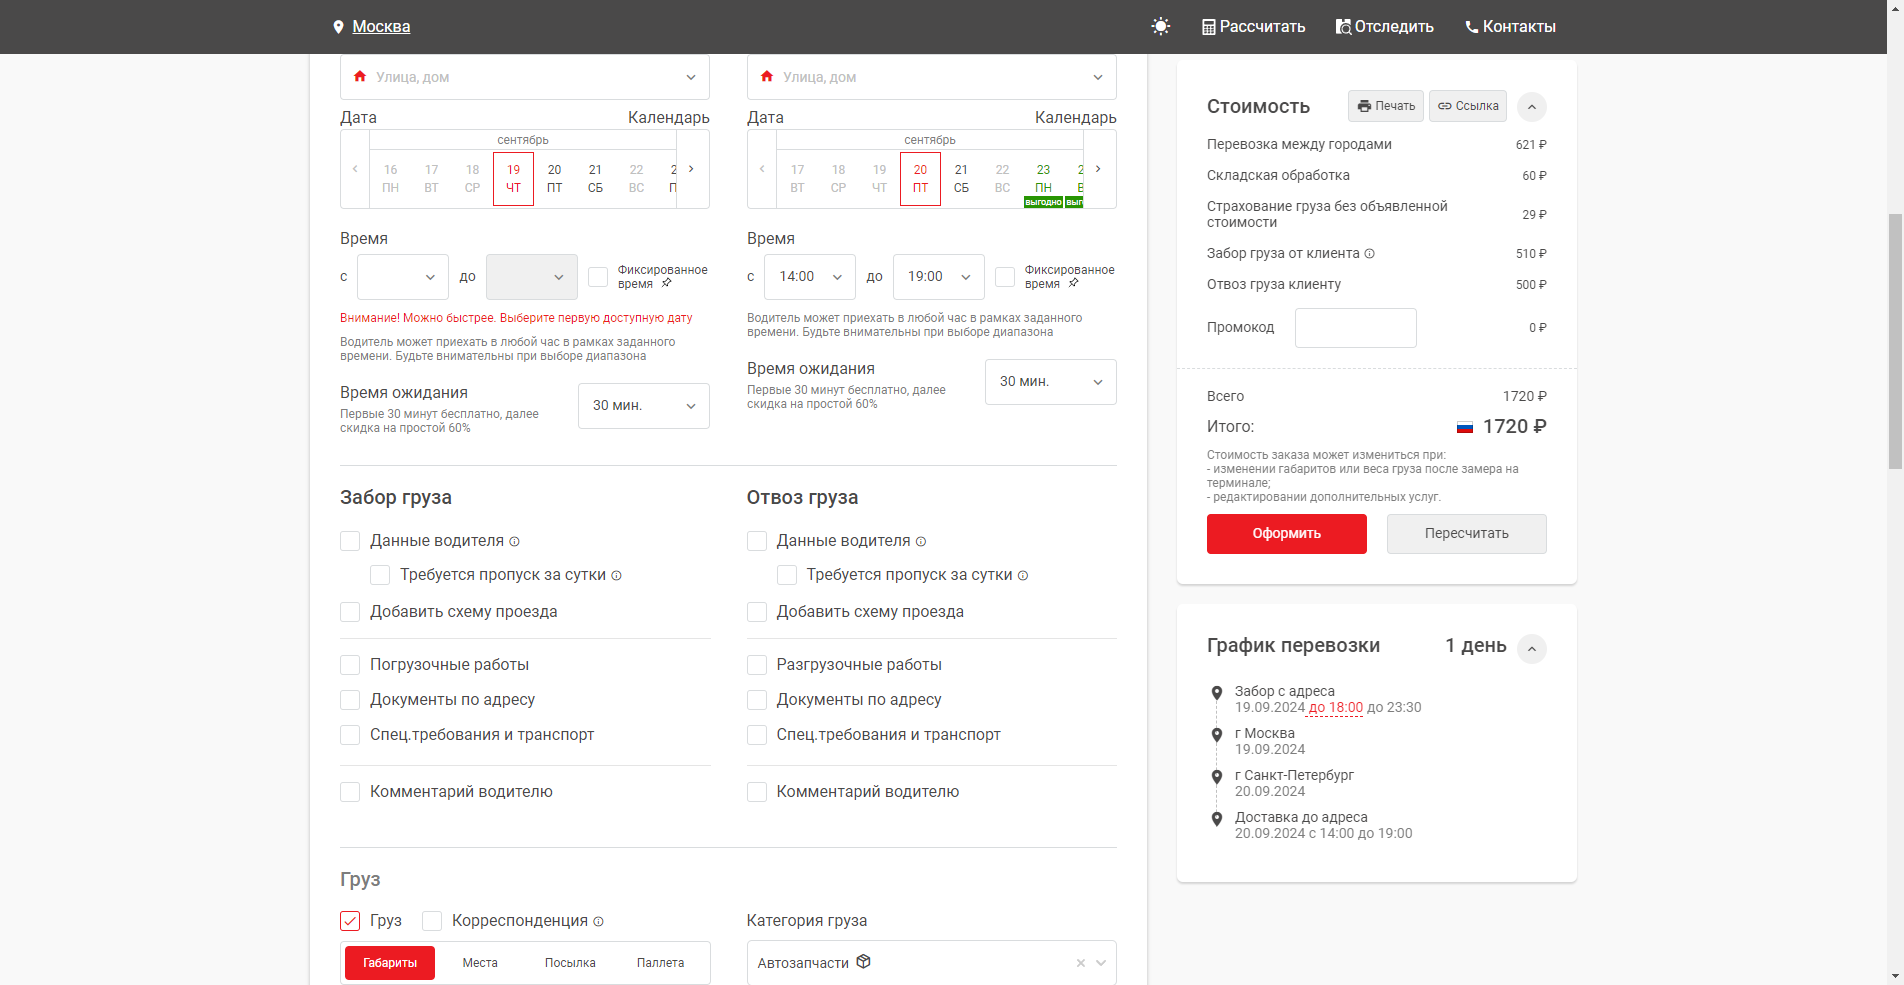 Москва
Рассчитать
Отследить
Контакты
Улица, дом
Дата Календарь
сентябрь
16 17 18 19 20 21 22
ПН ВТ СР ЧТ ПТ СБ ВС
Время
с до Фиксированное
время
Внимание! Можно быстрее. Выберите первую доступную дату
Водитель может приехать в любой час в рамках заданного
времени. Будьте внимательны при выборе диапазона
Время ожидания
Первые 30 минут бесплатно, далее
скидка на простой 60%
30 мин.
Улица, дом
Дата Календарь
сентябрь
17 18 19 20 21 22 23
ВТ СР ЧТ ПТ СБ ВС ПН
выгодно
Время
с 14:00 до 19:00 Фиксированное
время
Водитель может приехать в любой час в рамках заданного
времени. Будьте внимательны при выборе диапазона
Время ожидания
Первые 30 минут бесплатно, далее
скидка на простой 60%
30 мин.
Забор груза
Данные водителя
Требуется пропуск за сутки
Добавить схему проезда
Погрузочные работы
Документы по адресу
Спец.требования и транспорт
Комментарий водителю
Отвоз груза
Данные водителя
Требуется пропуск за сутки
Добавить схему проезда
Разгрузочные работы
Документы по адресу
Спец.требования и транспорт
Комментарий водителю
Груз
Груз Корреспонденция
Габариты Места Посылка Паллета
Категория груза
Автозапчасти
Стоимость Печать Ссылка
Перевозка между городами 621 ₽
Складская обработка 60 ₽
Страхование груза без объявленной
стоимости 29 ₽
Забор груза от клиента 510 ₽
Отвоз груза клиенту 500 ₽
Промокод 0 ₽
Всего 1720 ₽
Итого: 1720 ₽
Стоимость заказа может измениться при:
- изменении габаритов или веса груза после замера на
терминале;
- редактировании дополнительных услуг.
Оформить Пересчитать
График перевозки 1 день
Забор с адреса
19.09.2024 до 18:00 до 23:30
г Москва
19.09.2024
г Санкт-Петербург
20.09.2024
Доставка до адреса
20.09.2024 с 14:00 до 19:00